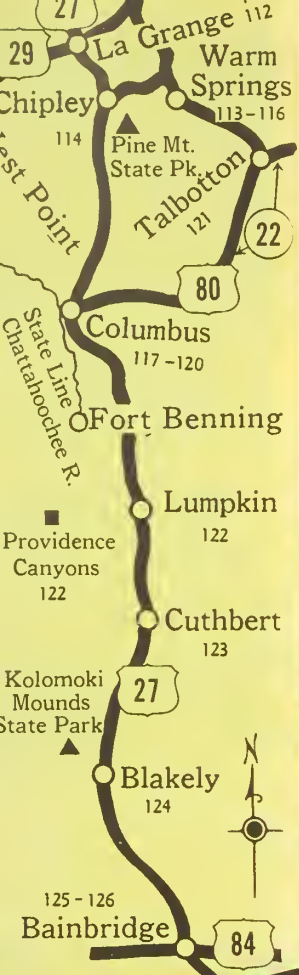 27
112
La Grange
29
Warm
Springs
113-116
Chipley
114
Pine Mt.
State Pk.
est Point
Talbotton
121
22
80
Columbus
117-120
State Line
Chattahoochee R.
Fort Benning
Lumpkin
122
Providence
Canyons
122
Cuthbert
123
Kolomoki
Mounds
State Park
27
N
Blakely
124
125-126
Bainbridge
84